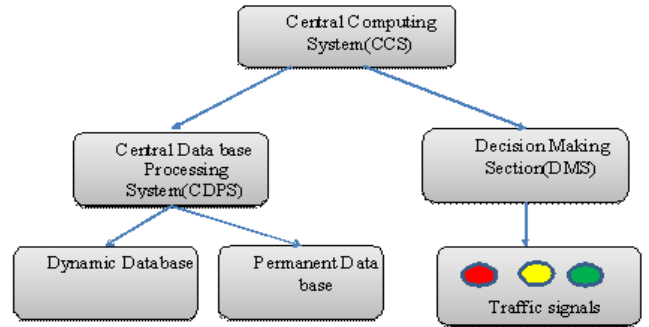 Central Computing
System(CCS)
Central Data base
Processing
System(CDPS)
Decision Making
Section(DMS)
Dynamic Database
Permanent Data
base
Traffic signals